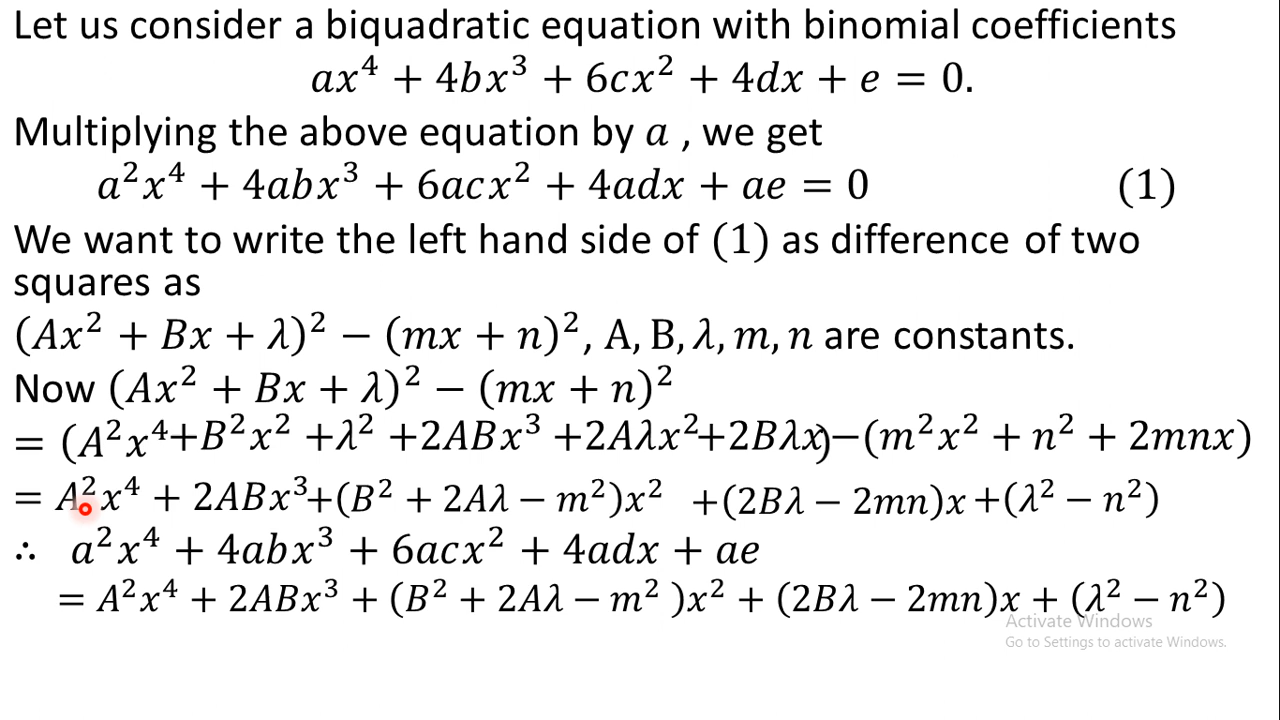 Let us consider a biquadratic equation with binomial coefficients
𝑎𝑥⁴ + 4𝑏𝑥³ + 6𝑐𝑥² + 4𝑑𝑥 + 𝑒 = 0.
Multiplying the above equation by 𝑎 , we get
𝑎²𝑥⁴ + 4𝑎𝑏𝑥³ + 6𝑎𝑐𝑥² + 4𝑎𝑑𝑥 + 𝑎𝑒 = 0 (1)
We want to write the left hand side of (1) as difference of two
squares as
(𝐴𝑥² + 𝐵𝑥 + 𝜆)² − (𝑚𝑥 + 𝑛)², A, B, 𝜆, 𝑚, 𝑛 are constants.
Now (𝐴𝑥² + 𝐵𝑥 + 𝜆)² − (𝑚𝑥 + 𝑛)²
= (𝐴²𝑥⁴+𝐵²𝑥² +𝜆² +2𝐴𝐵𝑥³ +2𝐴𝜆𝑥²+2𝐵𝜆𝑥)−(𝑚²𝑥² + 𝑛² + 2𝑚𝑛𝑥)
= 𝐴²𝑥⁴ + 2𝐴𝐵𝑥³+(𝐵² + 2𝐴𝜆 − 𝑚²)𝑥² +(2𝐵𝜆 − 2𝑚𝑛)𝑥 +(𝜆² − 𝑛²)
∴ 𝑎²𝑥⁴ + 4𝑎𝑏𝑥³ + 6𝑎𝑐𝑥² + 4𝑎𝑑𝑥 + 𝑎𝑒
= 𝐴²𝑥⁴ + 2𝐴𝐵𝑥³ + (𝐵² + 2𝐴𝜆 − 𝑚² )𝑥² + (2𝐵𝜆 − 2𝑚𝑛)𝑥 + (𝜆² − 𝑛²)
Activate Windows
Go to Settings to activate Windows.